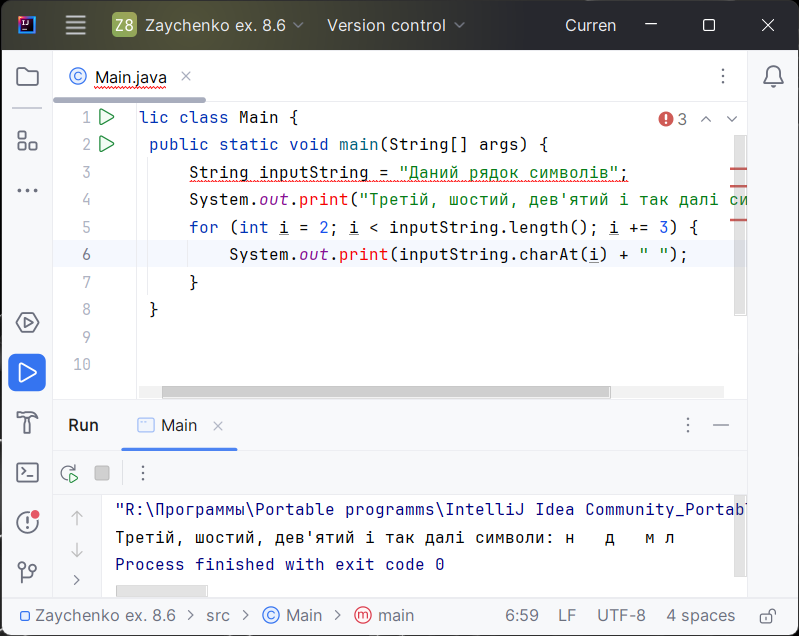 Z8 Zaychenko ex. 8.6 Version control Curren
Main.java
1 lic class Main { 3
2 public static void main(String[] args) {
3 String inputString = "Даний рядок символів";
4 System.out.print("Третій, шостий, дев'ятий і так далі си
5 for (int i = 2; i < inputString.length(); i += 3) {
6 System.out.print(inputString.charAt(i) + " ");
7 }
8 }
9
10
Run Main
"R:\Программы\Portable programms\IntelliJ Idea Community_Portabl
Третій, шостий, дев'ятий і так далі символи: н   д   м л
Process finished with exit code 0
Zaychenko ex. 8.6 > src > Main > main 6:59 LF UTF-8 4 spaces